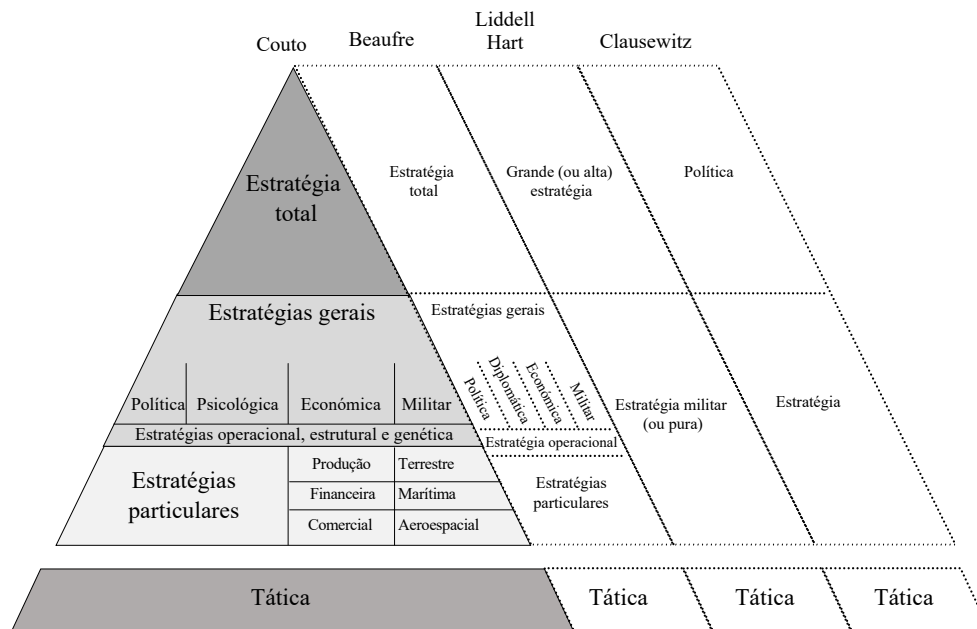 Couto
Beaufre
Liddell
Hart
Clausewitz
Estratégia
total
Estratégia
total
Grande (ou alta)
estratégia
Política
Estratégias gerais
Política
Psicológica
Económica
Militar
Estratégias gerais
Política
Diplomática
Económica
Militar
Estratégia militar
(ou pura)
Estratégia
Estratégias operacional, estrutural e genética
Estratégia operacional
Estratégias
particulares
Produção
Terrestre
Financeira
Marítima
Comercial
Aeroespacial
Estratégias
particulares
Tática
Tática
Tática
Tática